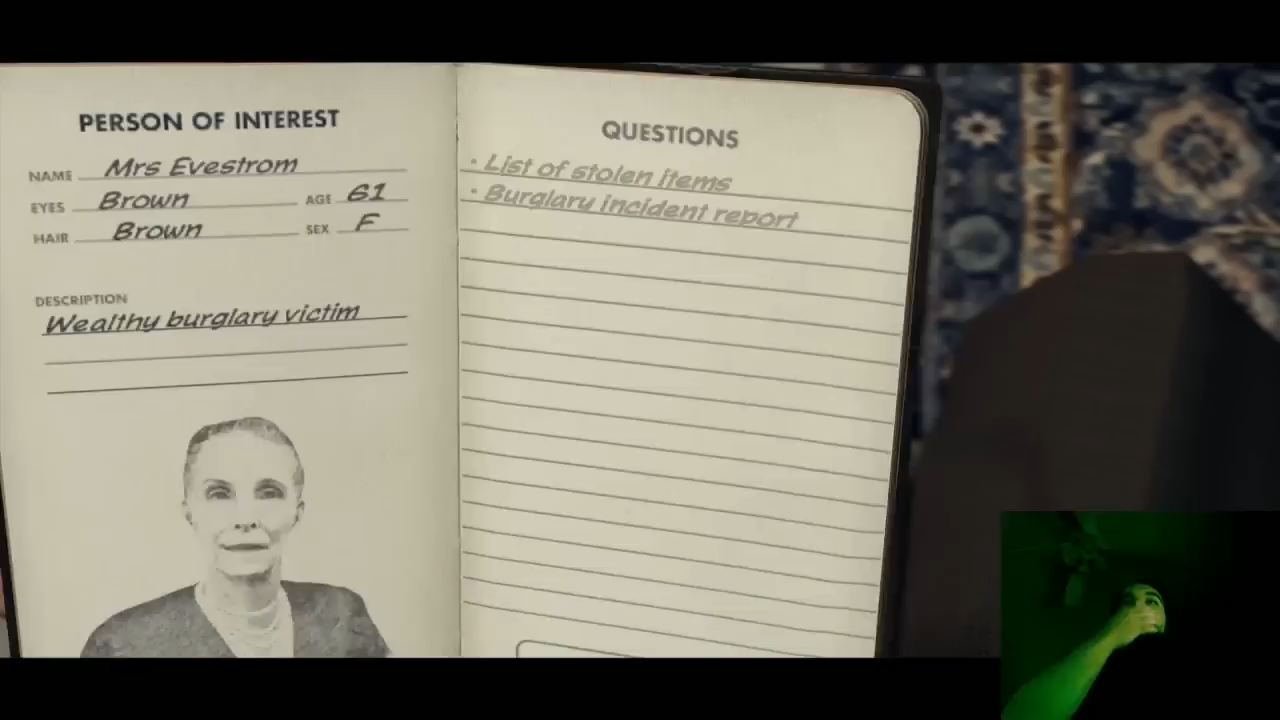 PERSON OF INTEREST
NAME Mrs Evestrom
EYES Brown AGE 61
HAIR Brown SEX F
DESCRIPTION
Wealthy burglary victim
QUESTIONS
• List of stolen items
• Burglary incident report